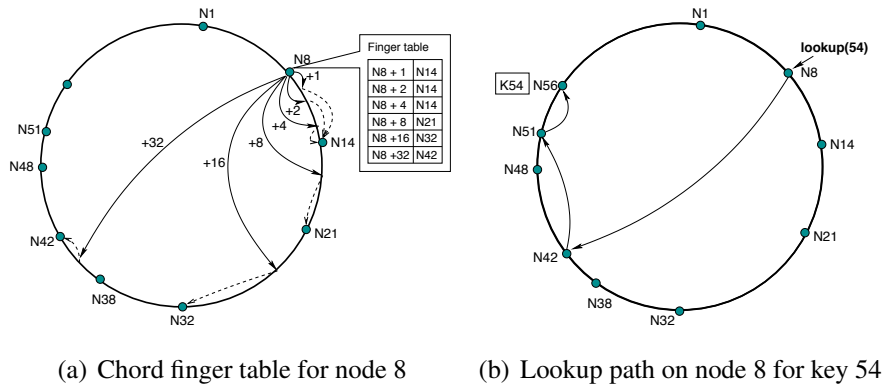 N1
N8
+1
+2
+4
+8
+16
+32
N14
N21
N32
N38
N42
N48
N51
Finger table
N8 + 1 N14
N8 + 2 N14
N8 + 4 N14
N8 + 8 N21
N8 +16 N32
N8 +32 N42
(a) Chord finger table for node 8
N1
lookup(54)
N8
K54 N56
N51
N14
N48
N21
N42
N38
N32
(b) Lookup path on node 8 for key 54